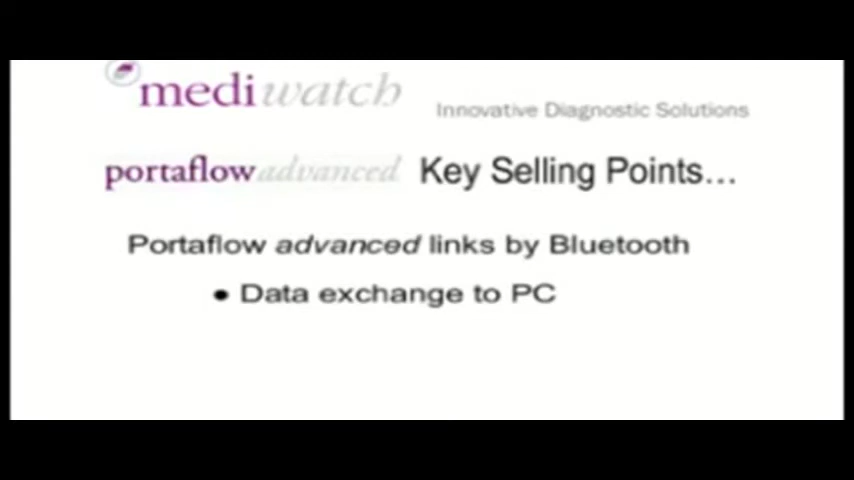 mediwatch
Innovative Diagnostic Solutions
portaflow advanced Key Selling Points...
Portaflow advanced links by Bluetooth
• Data exchange to PC